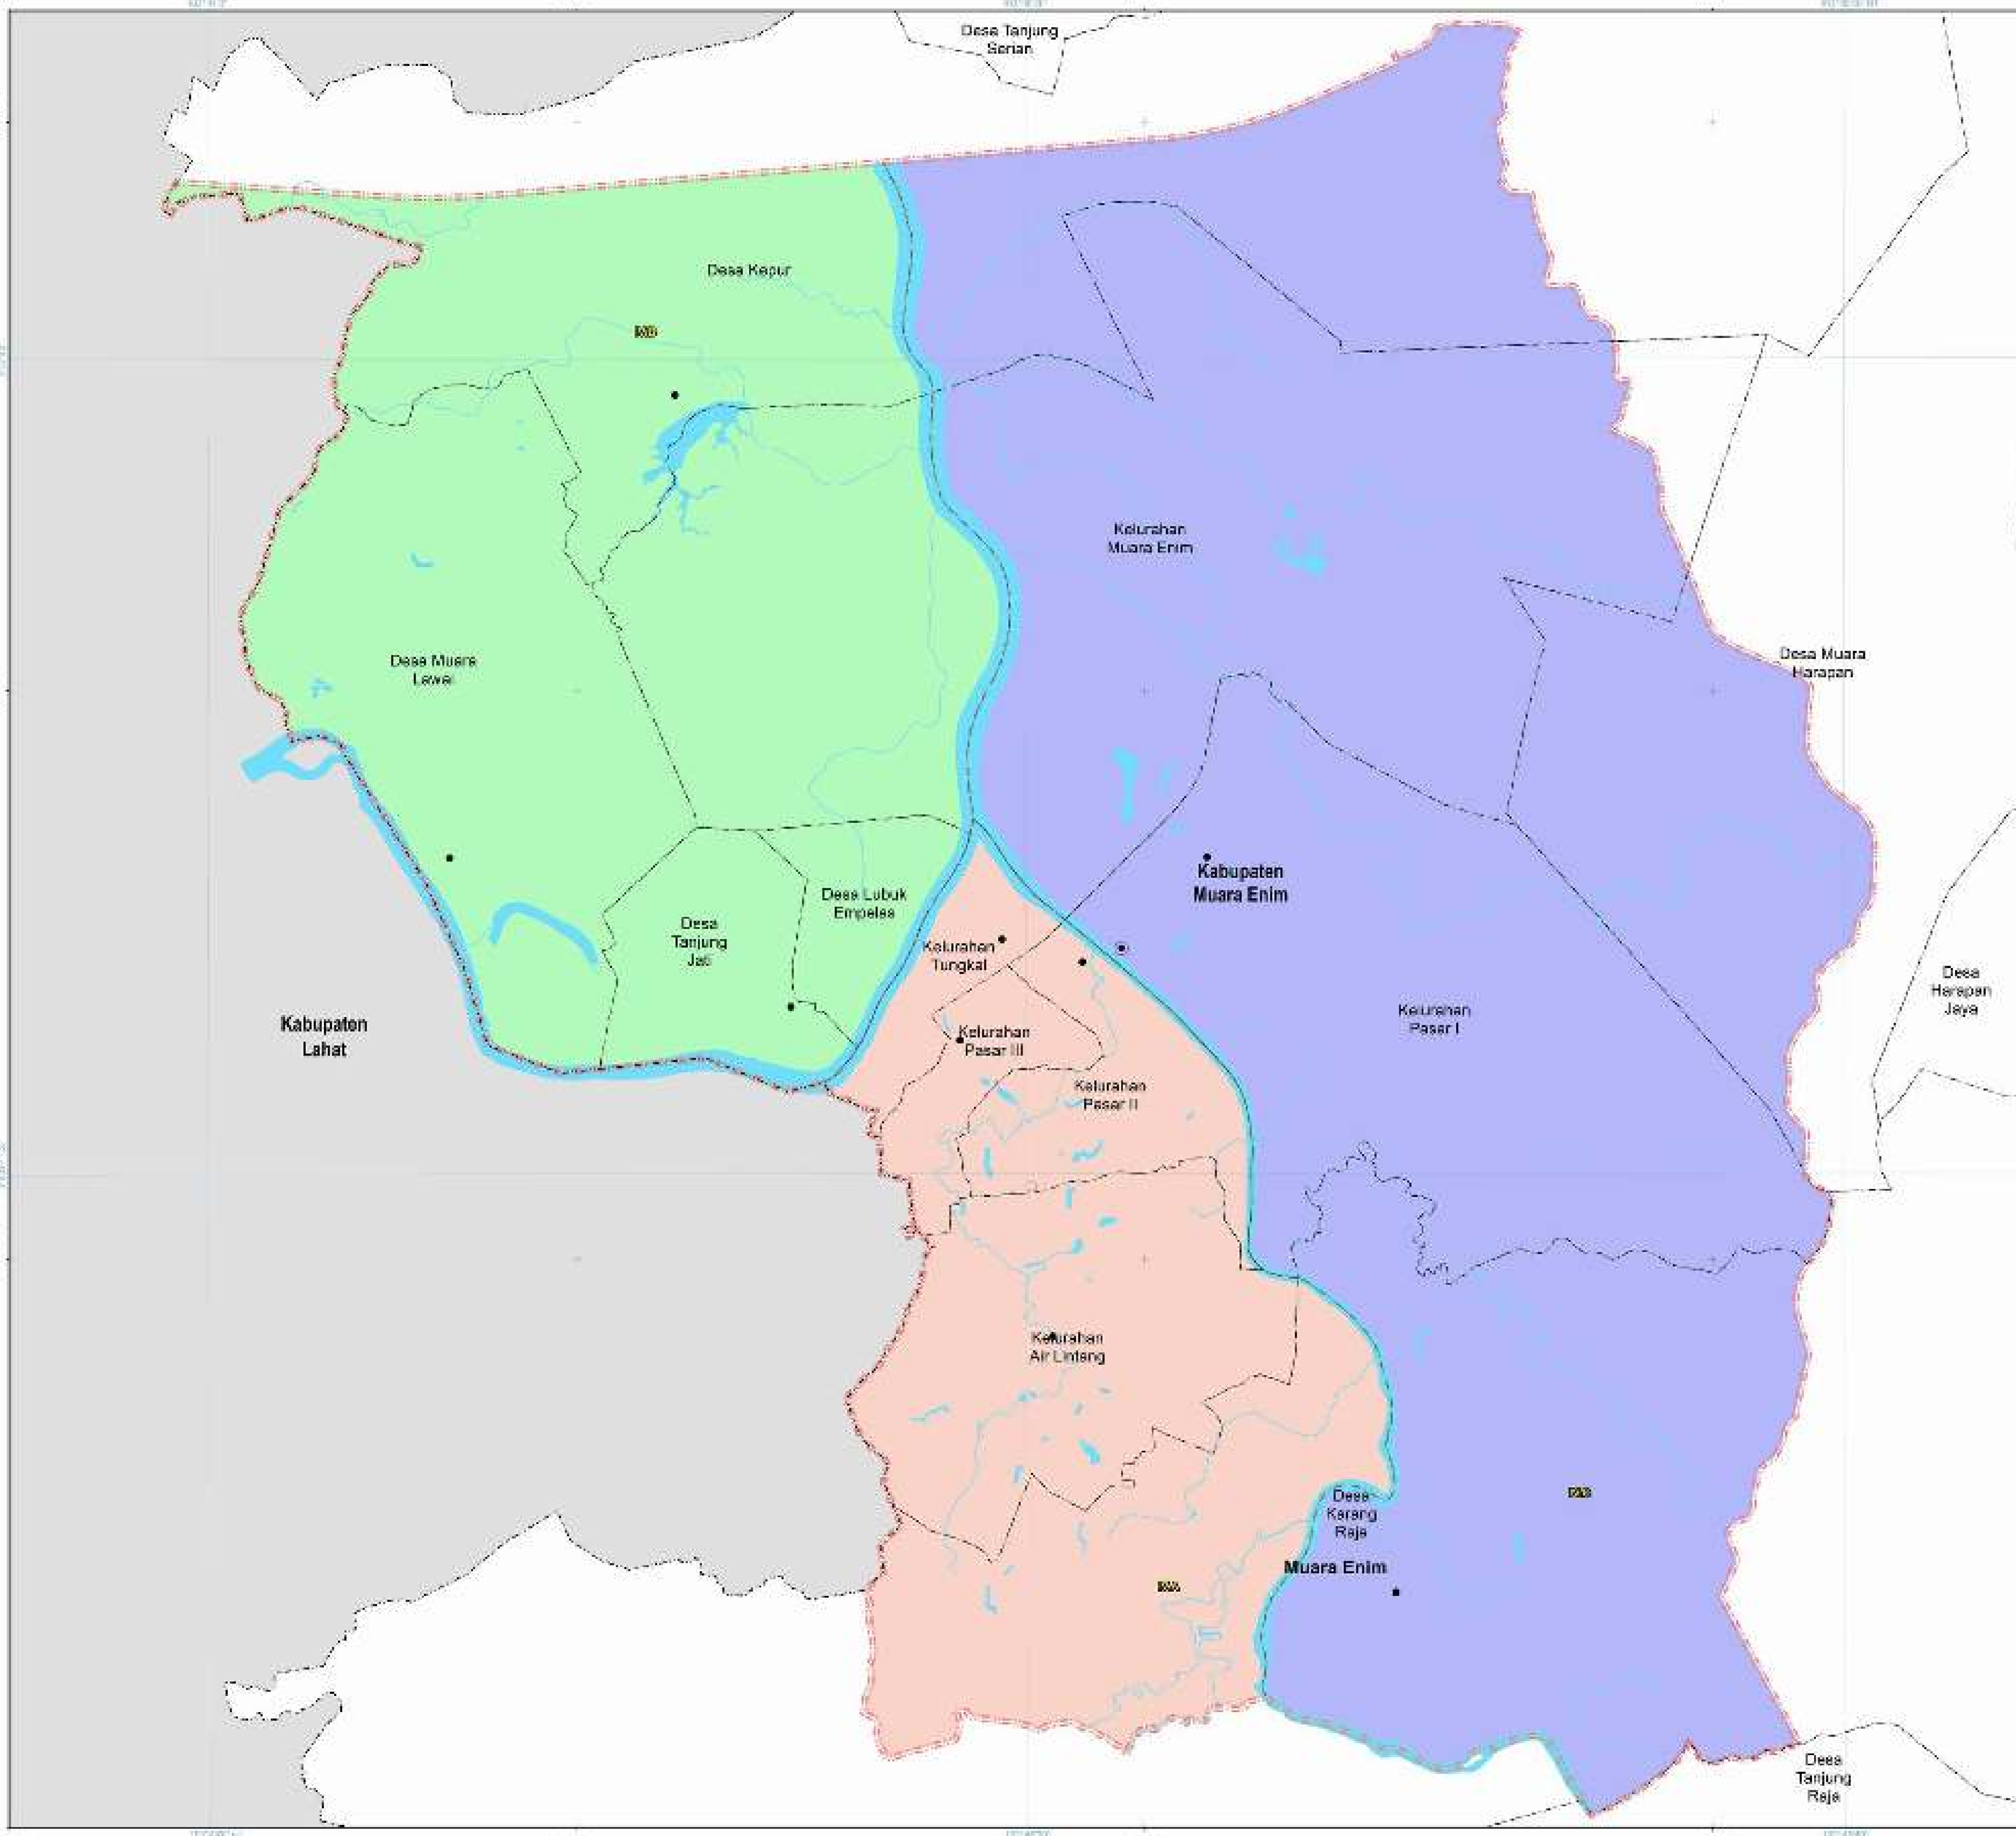 Desa Tanjung
Serian
Desa Kepur
IV.B
Kelurahan
Muara Enim
Desa Muara
Lawai
Desa Muara
Harapan
Kabupaten
Muara Enim
Desa Lubuk
Empelas
Desa
Tanjung
Jati
Kelurahan
Tungkal
Desa
Harapan
Jaya
Kabupaten
Lahat
Kelurahan
Pasar I
Kelurahan
Pasar III
Kelurahan
Pasar II
Kelurahan
Air Lintang
Desa
Karang
Raja
Muara Enim
IV.A
Desa
Tanjung
Raja